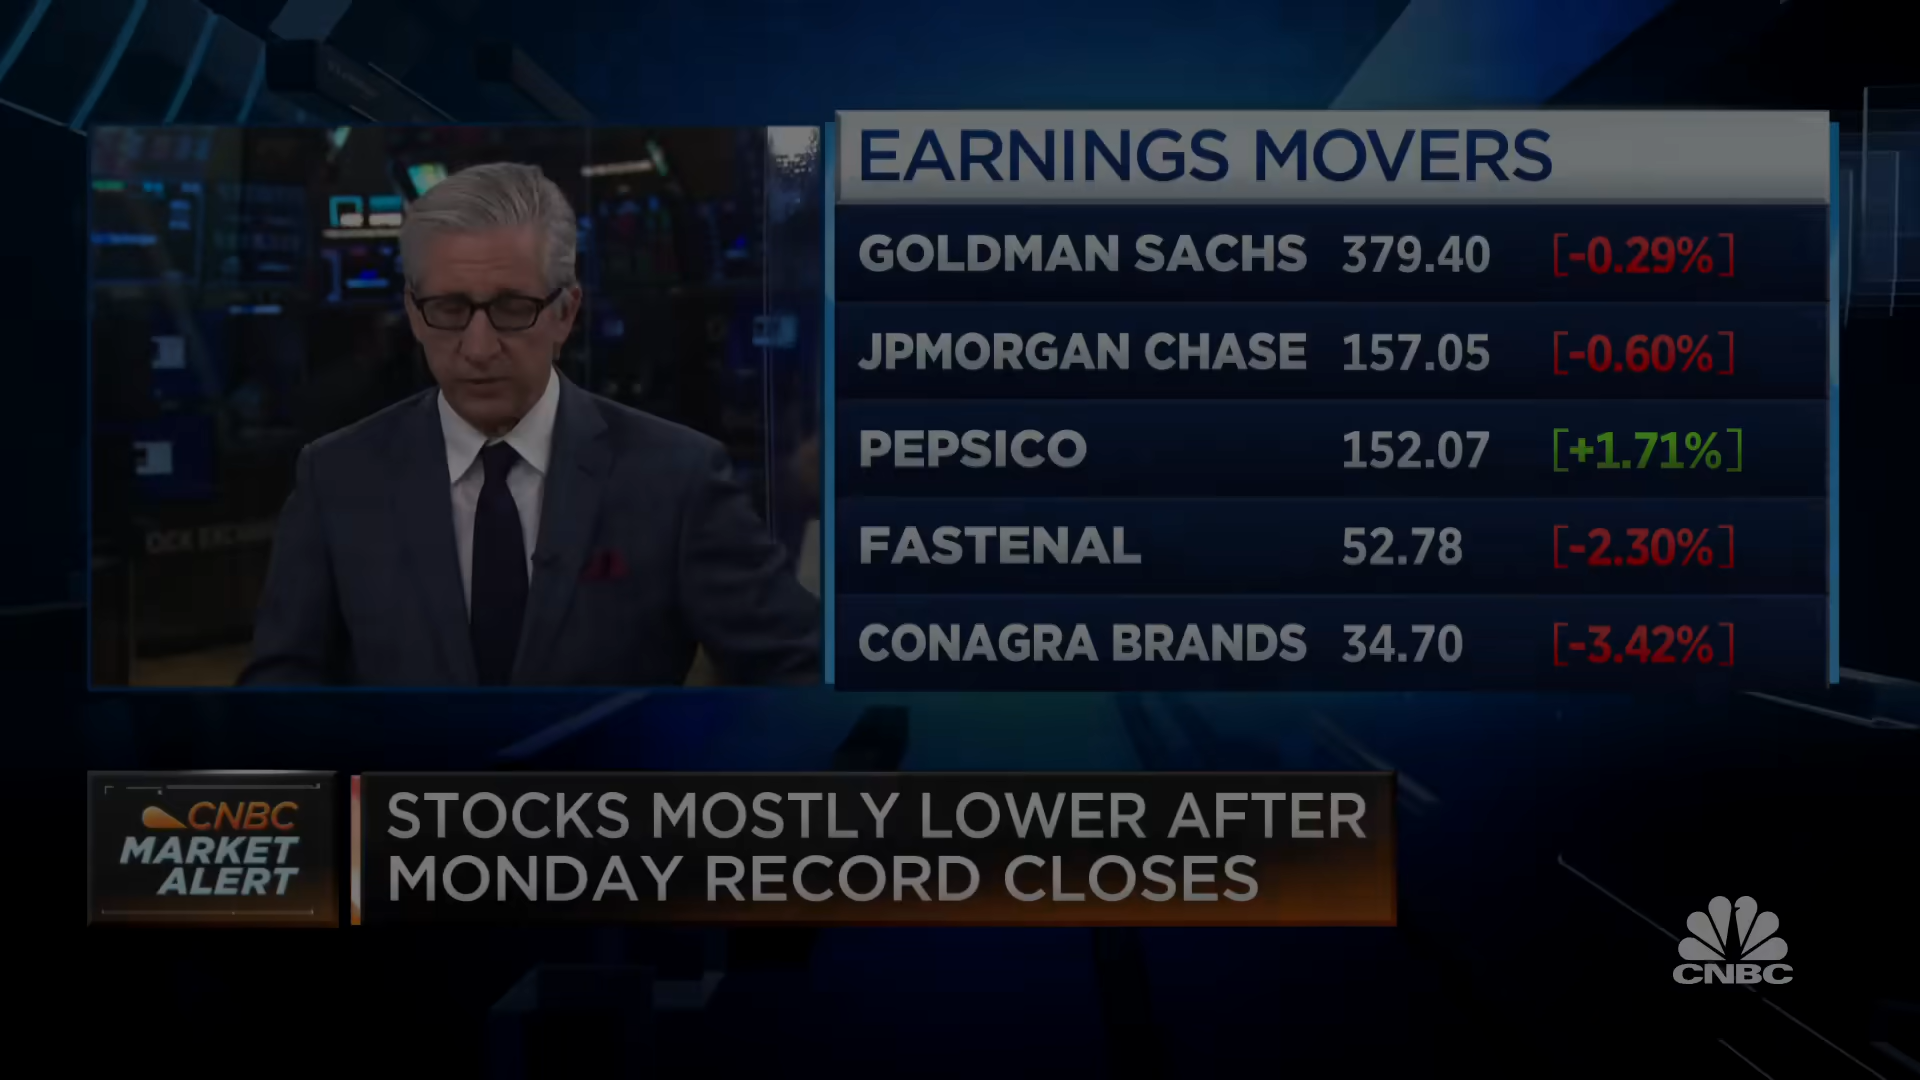 EARNINGS MOVERS
GOLDMAN SACHS 379.40 [-0.29%]
JPMORGAN CHASE 157.05 [-0.60%]
PEPSICO 152.07 [+1.71%]
FASTENAL 52.78 [-2.30%]
CONAGRA BRANDS 34.70 [-3.42%]
CNBC
MARKET
ALERT
STOCKS MOSTLY LOWER AFTER
MONDAY RECORD CLOSES
CNBC